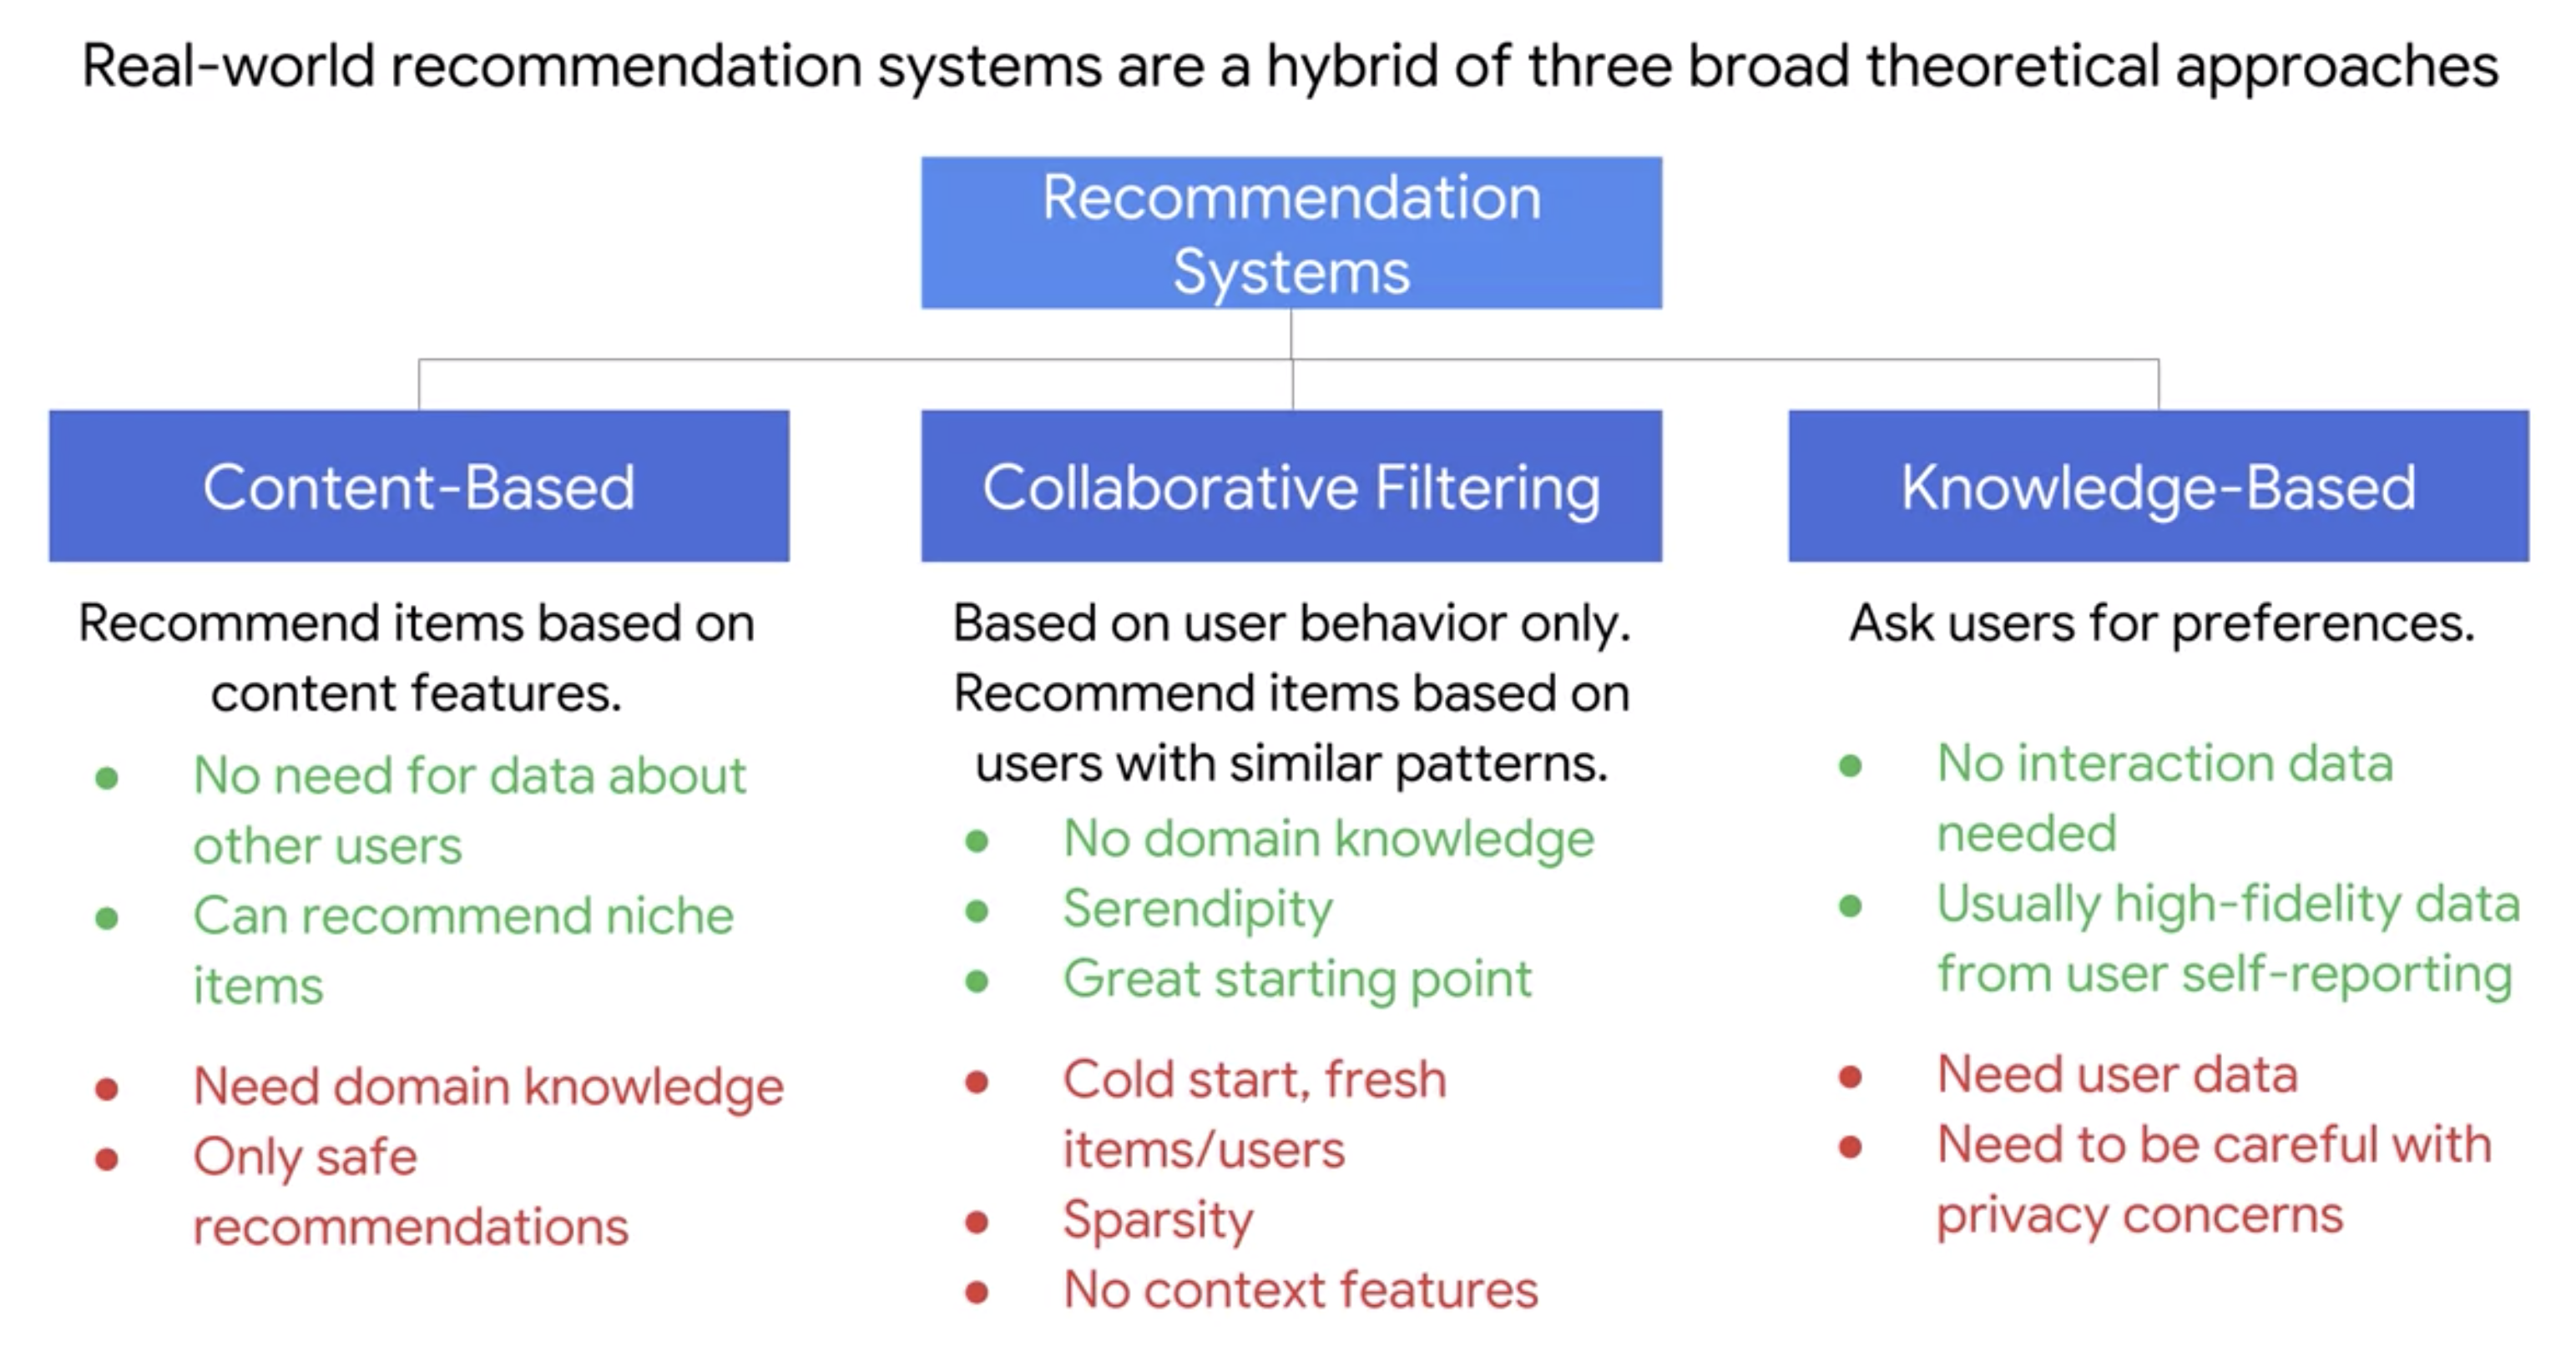 Real-world recommendation systems are a hybrid of three broad theoretical approaches
Recommendation
Systems
Content-Based
Recommend items based on
content features.
● No need for data about
other users
● Can recommend niche
items
● Need domain knowledge
● Only safe
recommendations
Collaborative Filtering
Based on user behavior only.
Recommend items based on
users with similar patterns.
● No domain knowledge
● Serendipity
● Great starting point
● Cold start, fresh
items/users
● Sparsity
● No context features
Knowledge-Based
Ask users for preferences.
● No interaction data
needed
● Usually high-fidelity data
from user self-reporting
● Need user data
● Need to be careful with
privacy concerns